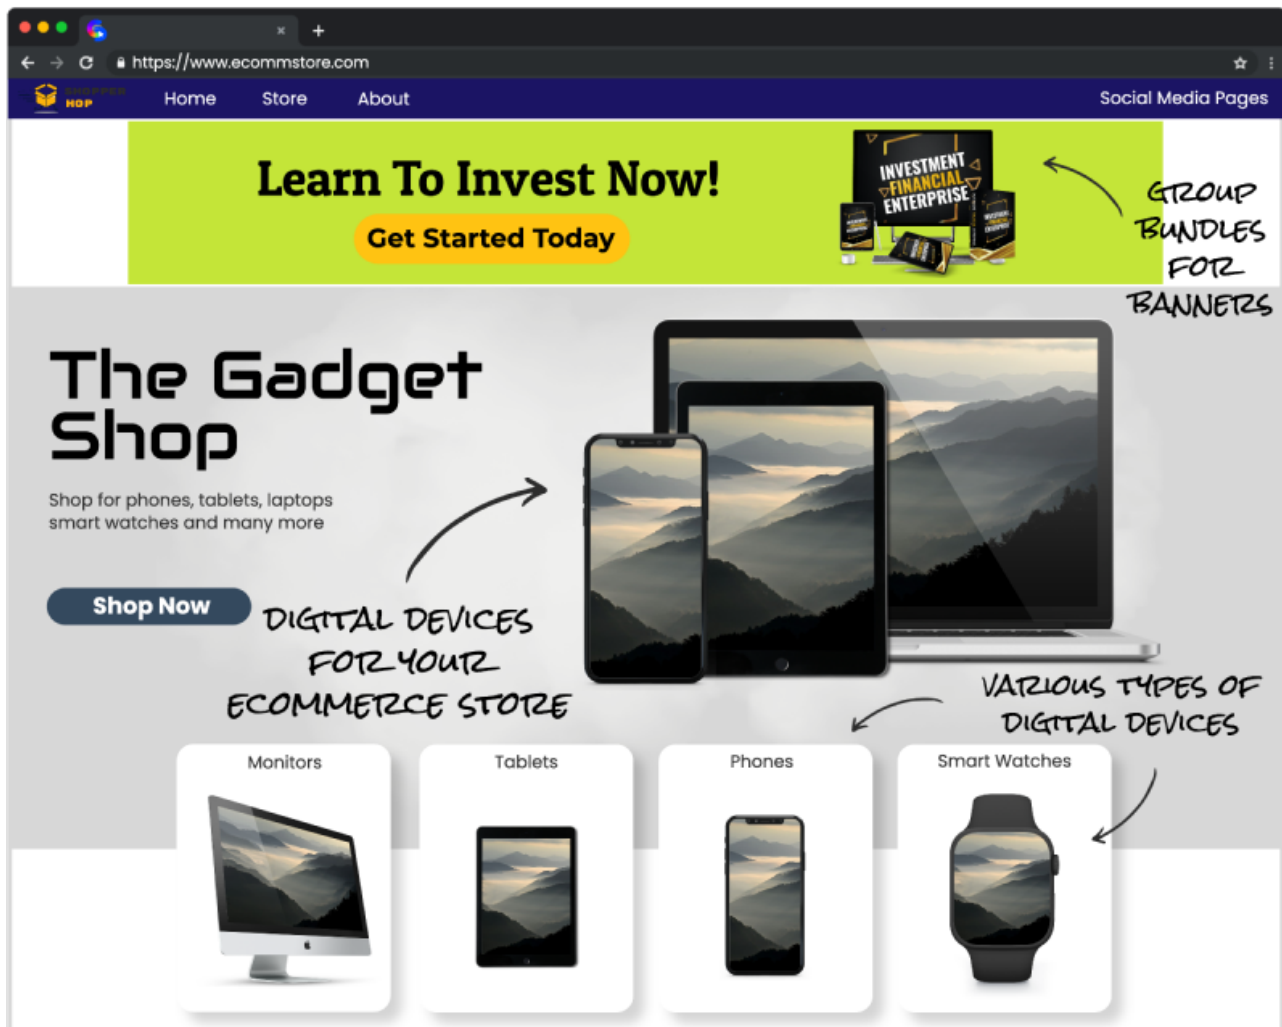 https://www.ecommstore.com
SHOPPER
HOP
Home Store About Social Media Pages
Learn To Invest Now!
Get Started Today
INVESTMENT
FINANCIAL
ENTERPRISE
GROUP
BUNDLES
FOR
BANNERS
The Gadget
Shop
Shop for phones, tablets, laptops
smart watches and many more
Shop Now
DIGITAL DEVICES
FOR YOUR
ECOMMERCE STORE
VARIOUS TYPES OF
DIGITAL DEVICES
Monitors Tablets Phones Smart Watches